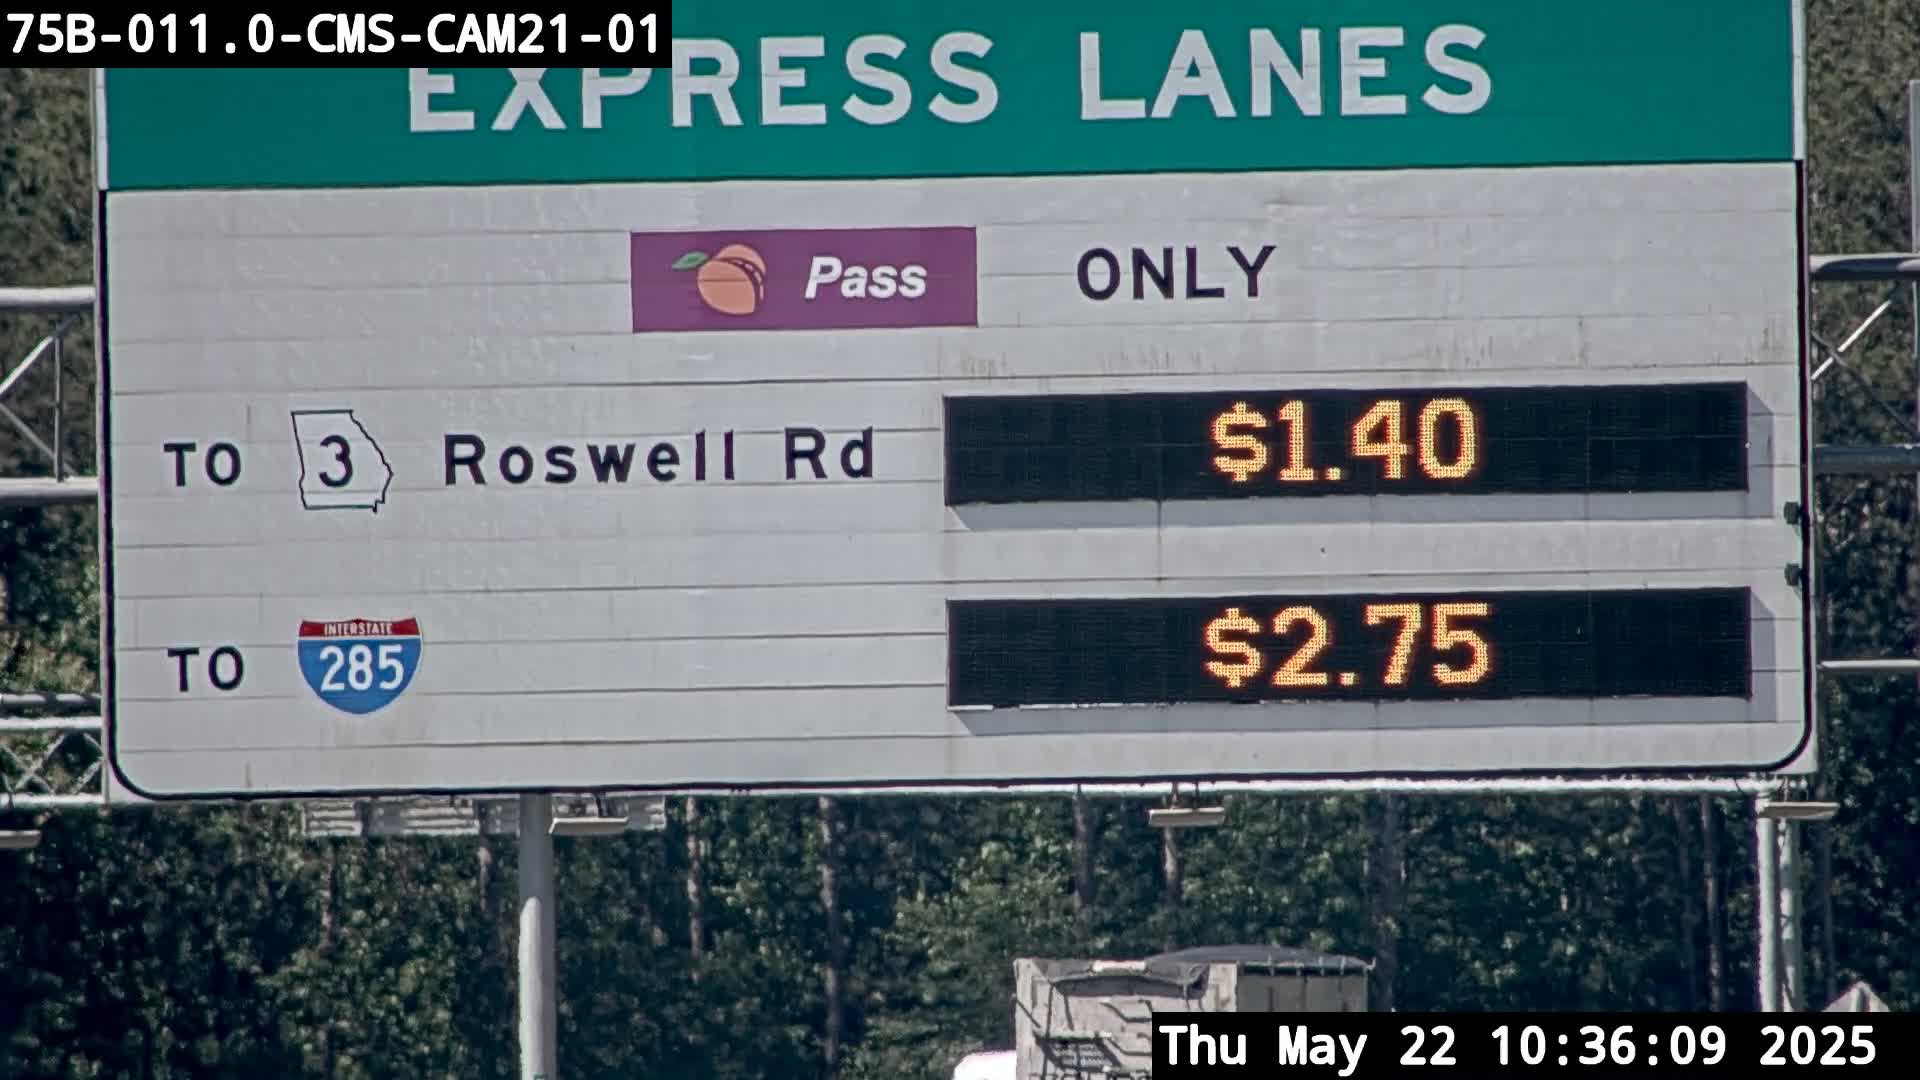 75B-011.0-CMS-CAM21-01
EXPRESS LANES
Pass ONLY
TO 3 Roswell Rd $1.40
TO INTERSTATE 285 $2.75
Thu May 22 10:36:09 2025